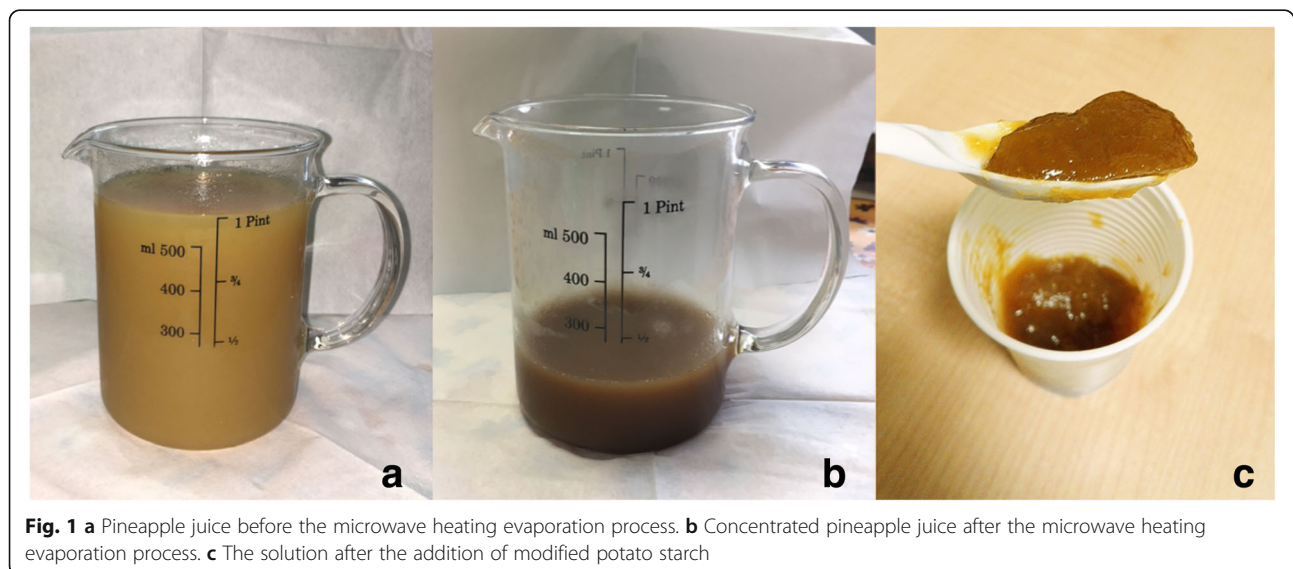 1 Pint
ml 500
¾
400
300
½
a
1 Pint
1 Pint
ml 500
¾
400
300
½
b
c
Fig. 1 a Pineapple juice before the microwave heating evaporation process. b Concentrated pineapple juice after the microwave heating
evaporation process. c The solution after the addition of modified potato starch